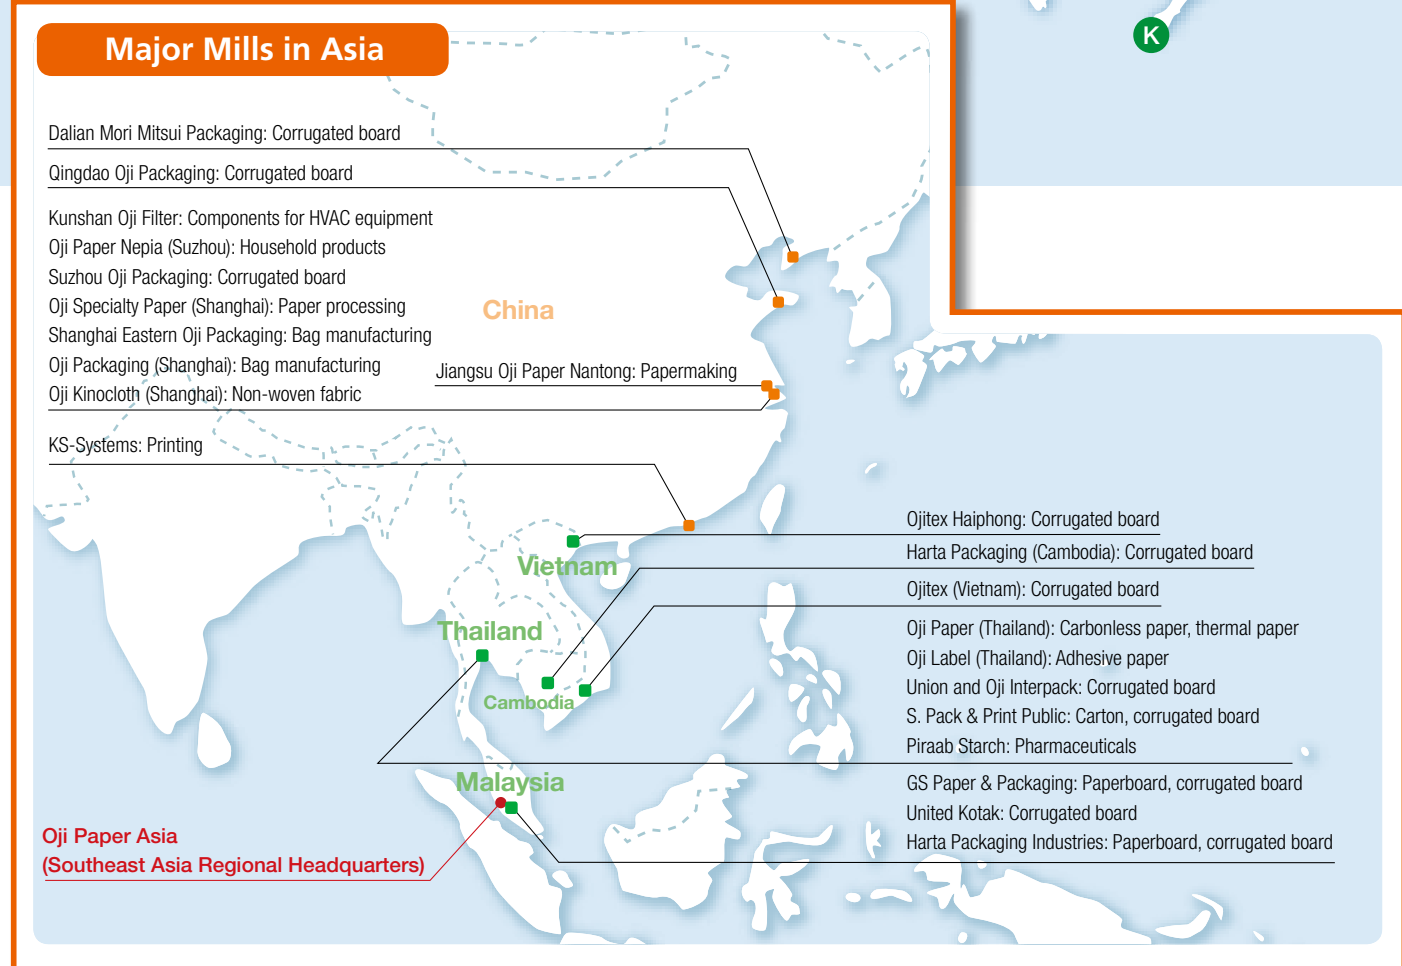 K
Major Mills in Asia
Dalian Mori Mitsui Packaging: Corrugated board
Qingdao Oji Packaging: Corrugated board
Kunshan Oji Filter: Components for HVAC equipment
Oji Paper Nepia (Suzhou): Household products
Suzhou Oji Packaging: Corrugated board
Oji Specialty Paper (Shanghai): Paper processing
Shanghai Eastern Oji Packaging: Bag manufacturing
Oji Packaging (Shanghai): Bag manufacturing
Oji Kinocloth (Shanghai): Non-woven fabric
China
Jiangsu Oji Paper Nantong: Papermaking
KS-Systems: Printing
Ojitex Haiphong: Corrugated board
Harta Packaging (Cambodia): Corrugated board
Ojitex (Vietnam): Corrugated board
Oji Paper (Thailand): Carbonless paper, thermal paper
Oji Label (Thailand): Adhesive paper
Union and Oji Interpack: Corrugated board
S. Pack & Print Public: Carton, corrugated board
Piraab Starch: Pharmaceuticals
GS Paper & Packaging: Paperboard, corrugated board
United Kotak: Corrugated board
Harta Packaging Industries: Paperboard, corrugated board
Vietnam
Thailand
Cambodia
Malaysia
Oji Paper Asia
(Southeast Asia Regional Headquarters)